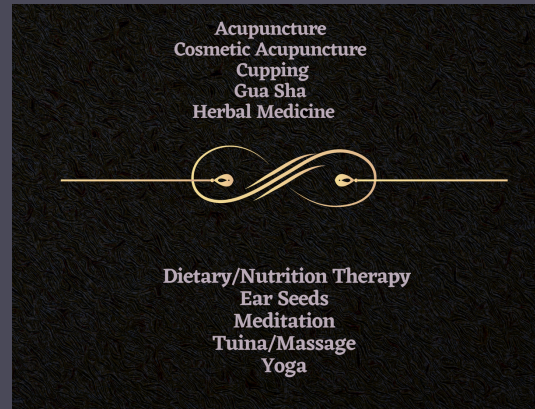 Acupuncture
Cosmetic Acupuncture
Cupping
Gua Sha
Herbal Medicine
Dietary/Nutrition Therapy
Ear Seeds
Meditation
Tuina/Massage
Yoga